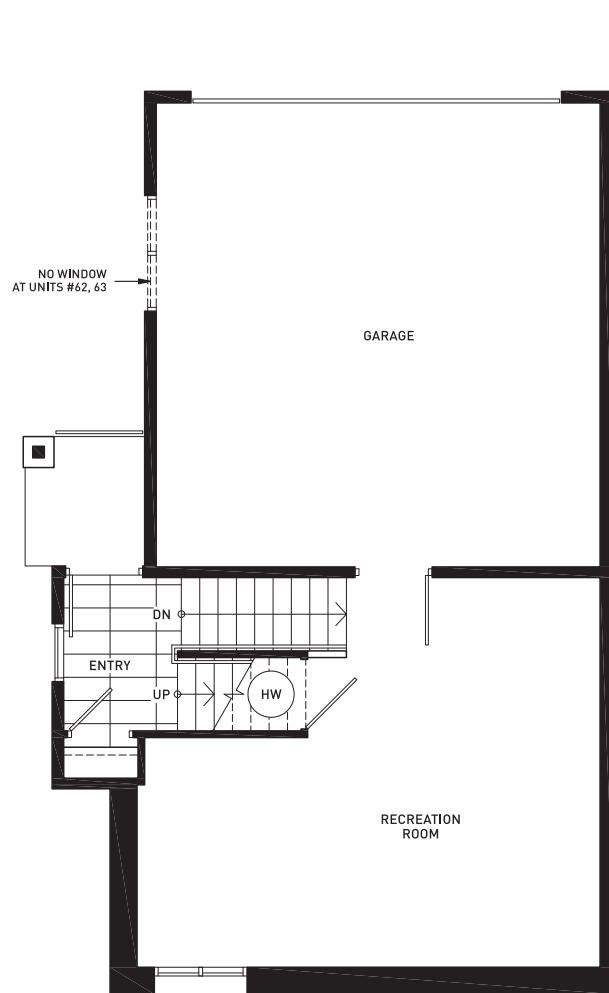 NO WINDOW
AT UNITS #62, 63
GARAGE
DN
ENTRY
UP
HW
RECREATION
ROOM